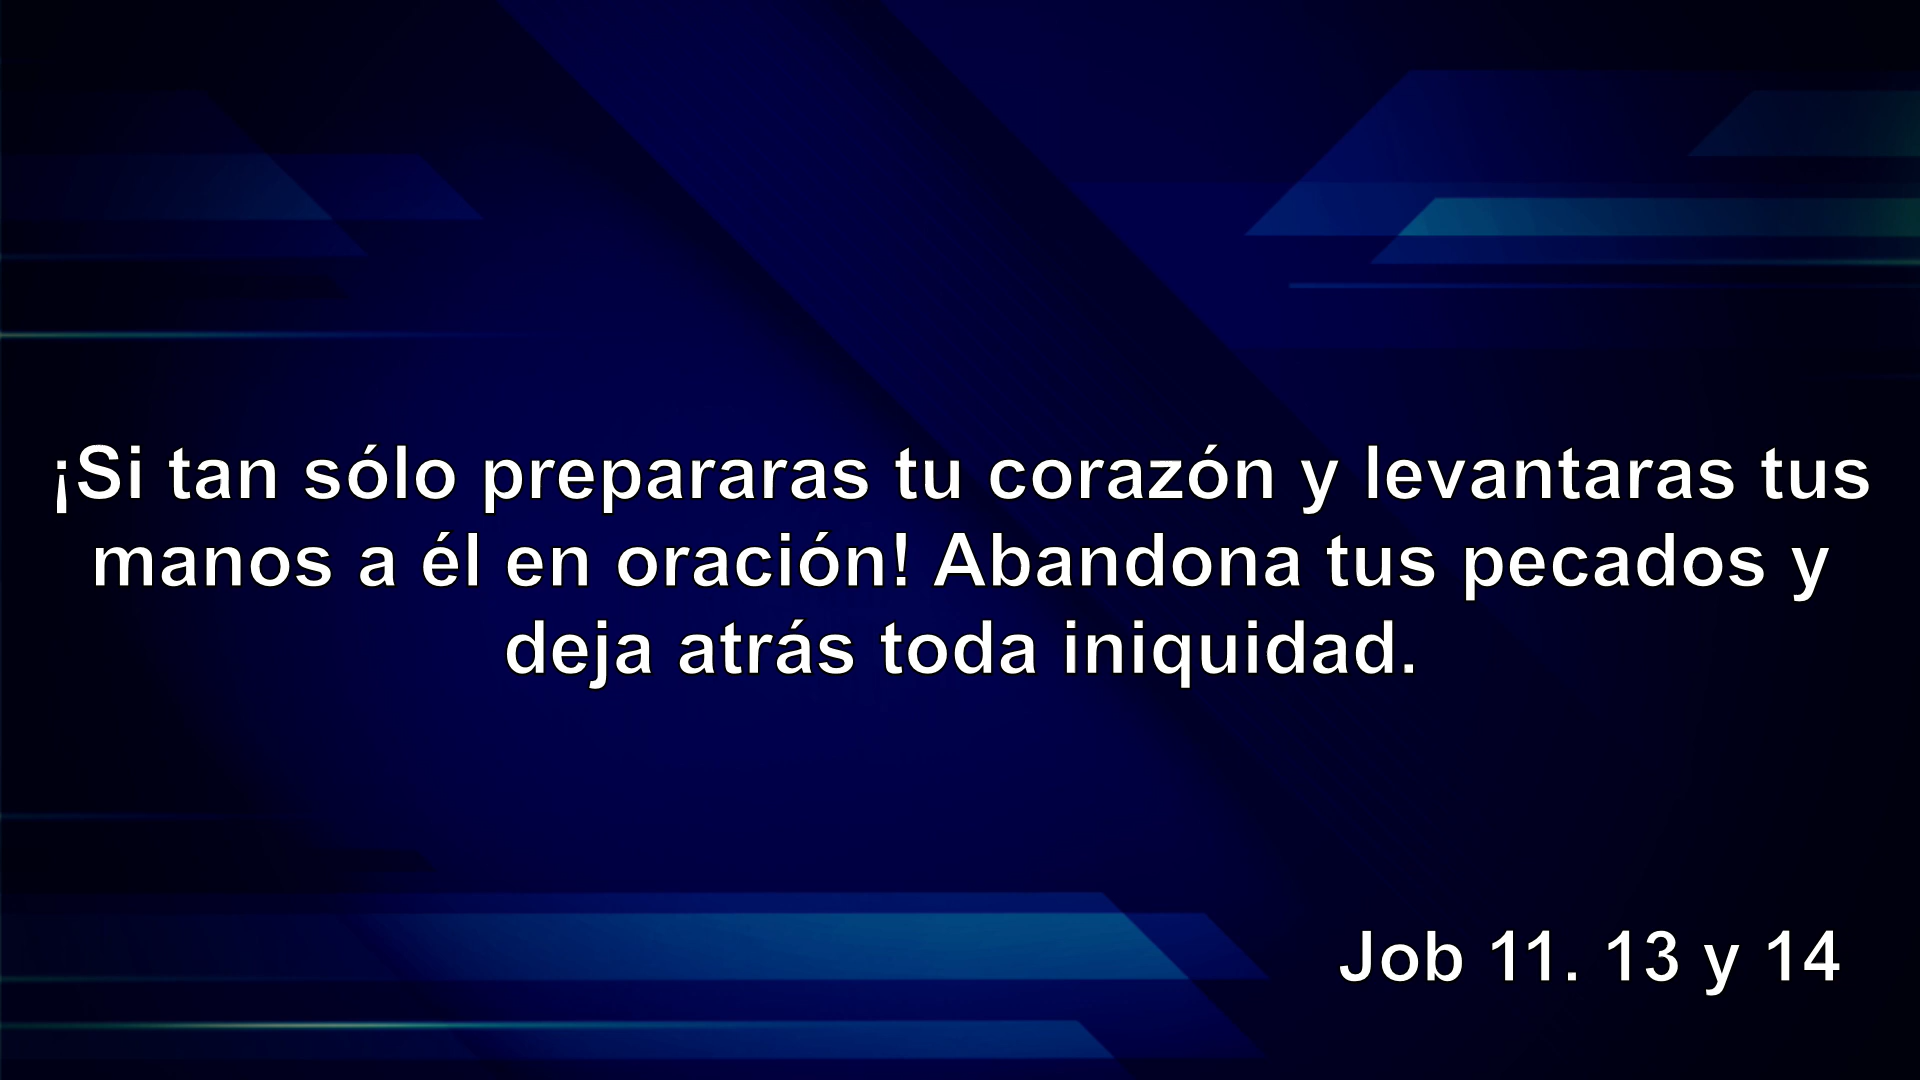 ¡Si tan sólo prepararas tu corazón y levantaras tus
manos a él en oración! Abandona tus pecados y
deja atrás toda iniquidad.
Job 11. 13 y 14